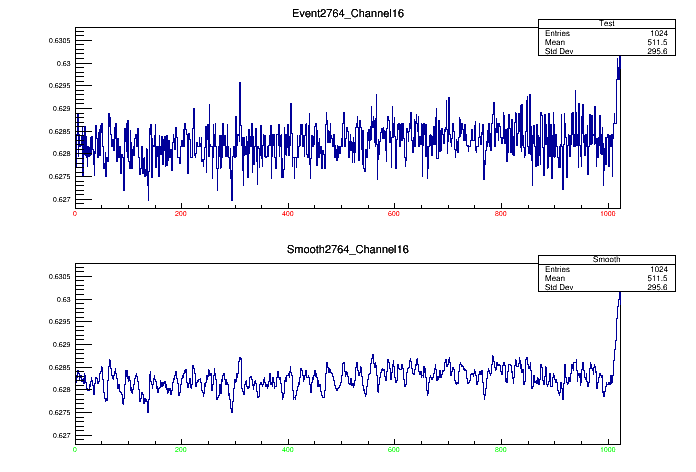 Event2764_Channel16
Test
Entries 1024
Mean 511.5
Std Dev 295.6
0.6305
0.63
0.6295
0.629
0.6285
0.628
0.6275
0.627
0 200 400 600 800 1000
Smooth2764_Channel16
Smooth
Entries 1024
Mean 511.5
Std Dev 295.6
0.6305
0.63
0.6295
0.629
0.6285
0.628
0.6275
0.627
0 200 400 600 800 1000